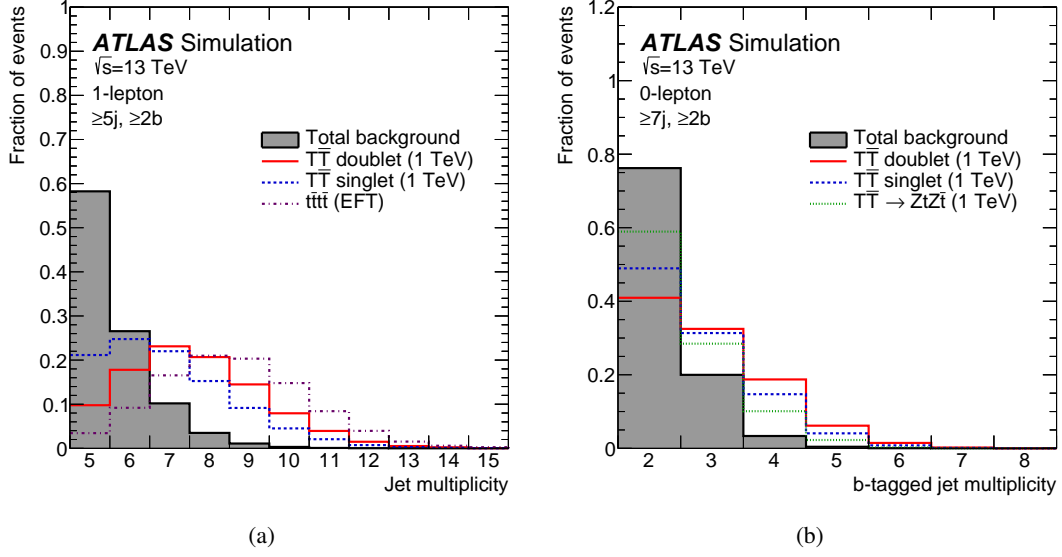 Fraction of events
1
0.9
0.8
0.7
0.6
0.5
0.4
0.3
0.2
0.1
0
ATLAS Simulation
√s=13 TeV
1-lepton
≥5j, ≥2b
Total background
TT̅ doublet (1 TeV)
TT̅ singlet (1 TeV)
tt̅tt̅ (EFT)
5 6 7 8 9 10 11 12 13 14 15
Jet multiplicity
(a)
Fraction of events
1.2
1
0.8
0.6
0.4
0.2
0
ATLAS Simulation
√s=13 TeV
0-lepton
≥7j, ≥2b
Total background
TT̅ doublet (1 TeV)
TT̅ singlet (1 TeV)
TT̅ → ZtZt̅ (1 TeV)
2 3 4 5 6 7 8
b-tagged jet multiplicity
(b)